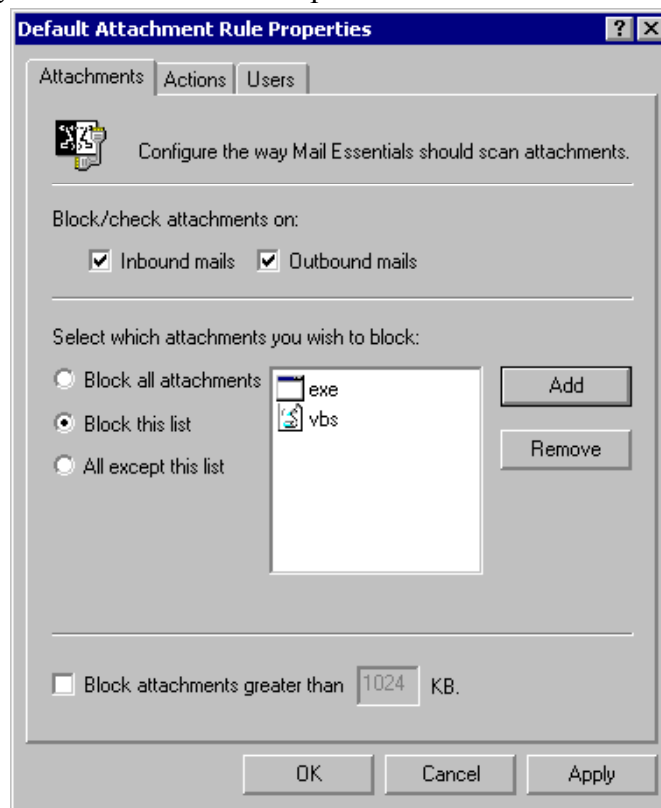 Default Attachment Rule Properties
Attachments Actions Users
Configure the way Mail Essentials should scan attachments.
Block/check attachments on:
Inbound mails Outbound mails
Select which attachments you wish to block:
Block all attachments
exe
Add
Block this list
vbs
Remove
All except this list
Block attachments greater than 1024 KB.
OK Cancel Apply